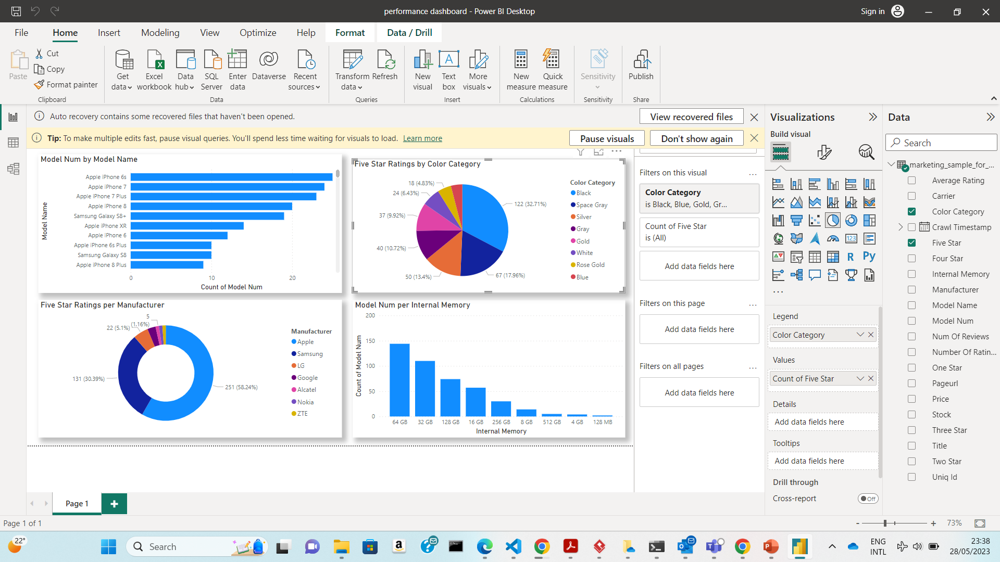 performance dashboard - Power BI Desktop
Sign in
File Home Insert Modeling View Optimize Help Format Data / Drill
Paste
Cut
Copy
Format painter
Clipboard
Get data
Excel workbook
Data hub
SQL Server
Enter data
Dataverse
Recent sources
Data
Transform data
Refresh
Queries
New visual
Text box
More visuals
Insert
New measure
Quick measure
Calculations
Sensitivity
Sensitivity
Publish
Share
Auto recovery contains some recovered files that haven't been opened.
View recovered files
Tip: To make multiple edits fast, pause visual queries. You'll spend less time waiting for visuals to load. Learn more
Pause visuals
Don't show again
Model Num by Model Name
Model Name
Apple iPhone 6s
Apple iPhone 7
Apple iPhone 7 Plus
Apple iPhone 8
Samsung Galaxy S8+
Apple iPhone XR
Apple iPhone 6
Apple iPhone 6s Plus
Samsung Galaxy S8
Apple iPhone 8 Plus
0 10 20
Count of Model Num
Five Star Ratings by Color Category
18 (4.83%)
24 (6.43%)
37 (9.92%)
40 (10.72%)
50 (13.4%)
67 (17.96%)
122 (32.71%)
Color Category
Black
Space Gray
Silver
Gray
Gold
White
Rose Gold
Blue
Five Star Ratings per Manufacturer
5
(1.16%)
22 (5.1%)
131 (30.39%)
251 (58.24%)
Manufacturer
Apple
Samsung
LG
Google
Alcatel
Nokia
ZTE
Model Num per Internal Memory
Count of Model Num
200
150
100
50
0
64 GB 32 GB 128 GB 16 GB 256 GB 8 GB 512 GB 4 GB 128 MB
Internal Memory
Filters on this visual ...
Color Category
is Black, Blue, Gold, Gr...
Count of Five Star
is (All)
Add data fields here
Filters on this page ...
Add data fields here
Filters on all pages ...
Add data fields here
Visualizations
Build visual
123
R
Py
...
Legend
Color Category
Values
Count of Five Star
Details
Add data fields here
Tooltips
Add data fields here
Drill through
Cross-report
Off
Data
Search
marketing_sample_for_...
Average Rating
Carrier
Color Category
Crawl Timestamp
Five Star
Four Star
Internal Memory
Manufacturer
Model Name
Model Num
Num Of Reviews
Number Of Ratin...
One Star
Pageurl
Price
Stock
Three Star
Title
Two Star
Uniq Id
Page 1
Page 1 of 1
- + 73%
22°
Search
ENG
INTL
23:38
28/05/2023